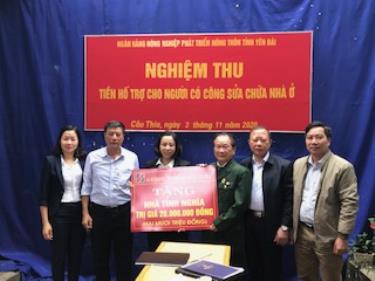 NGÂN HÀNG NÔNG NGHIỆP PHÁT TRIỂN NÔNG THÔN TỈNH YÊN BÁI
NGHIỆM THU
TIỀN HỖ TRỢ CHO NGƯỜI CÓ CÔNG SỬA CHỮA NHÀ Ở
Cầu Thia, ngày 2 tháng 11 năm 2020
TẶNG
NHÀ TÌNH NGHĨA
TRỊ GIÁ 20.000.000 ĐỒNG
(HAI MƯƠI TRIỆU ĐỒNG)